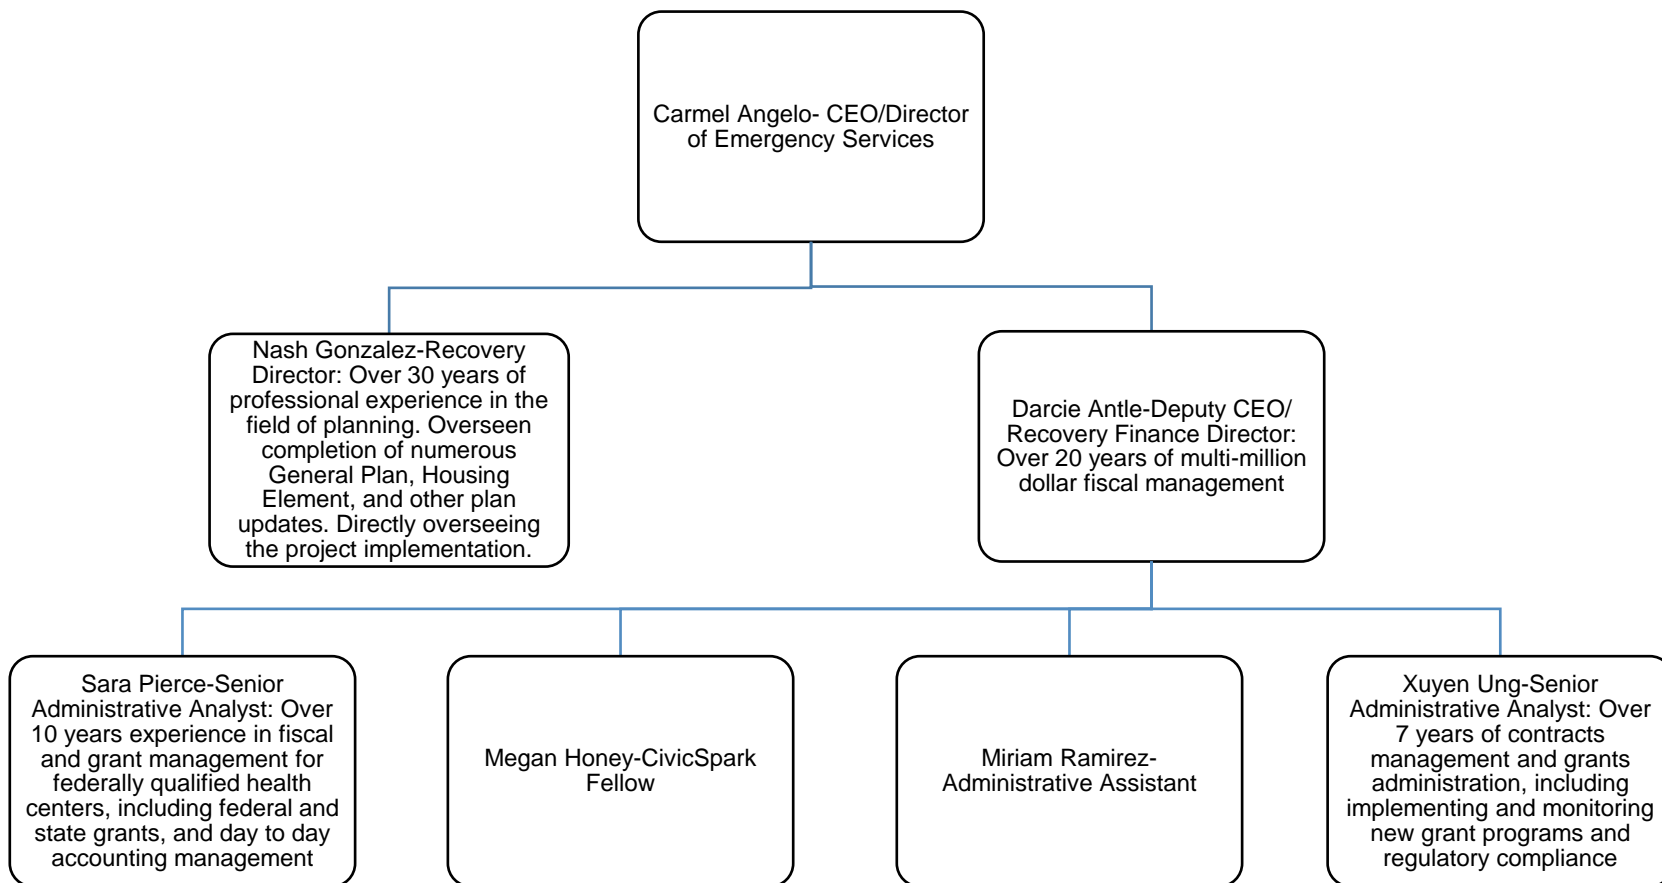 Carmel Angelo- CEO/Director
of Emergency Services
Nash Gonzalez-Recovery
Director: Over 30 years of
professional experience in the
field of planning. Overseen
completion of numerous
General Plan, Housing
Element, and other plan
updates. Directly overseeing
the project implementation.
Darcie Antle-Deputy CEO/
Recovery Finance Director:
Over 20 years of multi-million
dollar fiscal management
Sara Pierce-Senior
Administrative Analyst: Over
10 years experience in fiscal
and grant management for
federally qualified health
centers, including federal and
state grants, and day to day
accounting management
Megan Honey-CivicSpark
Fellow
Miriam Ramirez-
Administrative Assistant
Xuyen Ung-Senior
Administrative Analyst: Over
7 years of contracts
management and grants
administration, including
implementing and monitoring
new grant programs and
regulatory compliance